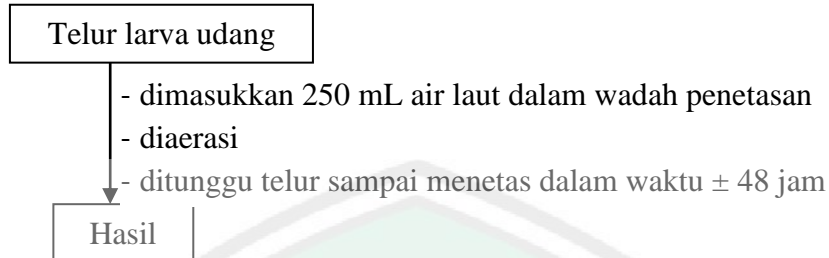 Telur larva udang
- dimasukkan 250 mL air laut dalam wadah penetasan
- diaerasi
- ditunggu telur sampai menetas dalam waktu ± 48 jam
Hasil